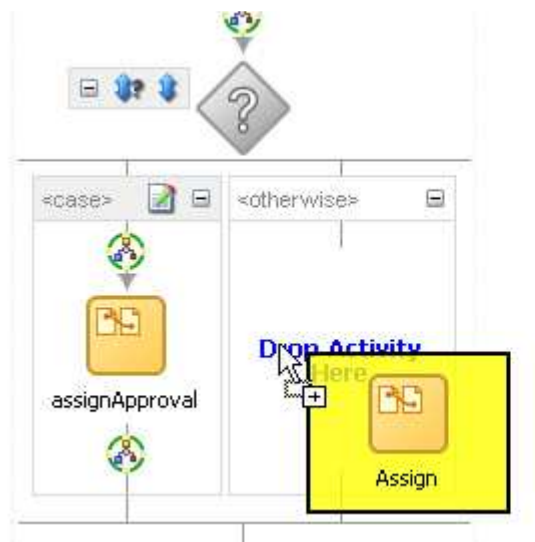 ?
?
<case>
<otherwise>
Drop Activity
Here
assignApproval
Assign